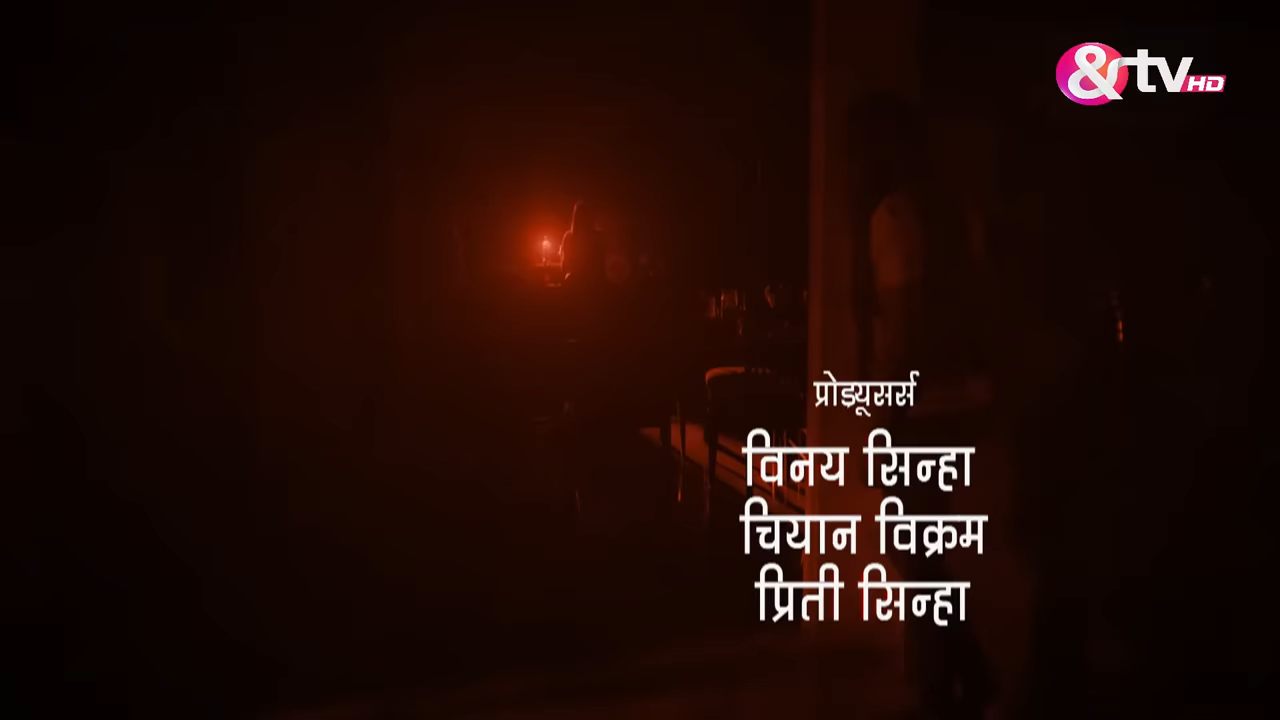 &tv HD
प्रोड्यूसर्स
विनय सिन्हा
चियान विक्रम
प्रिती सिन्हा